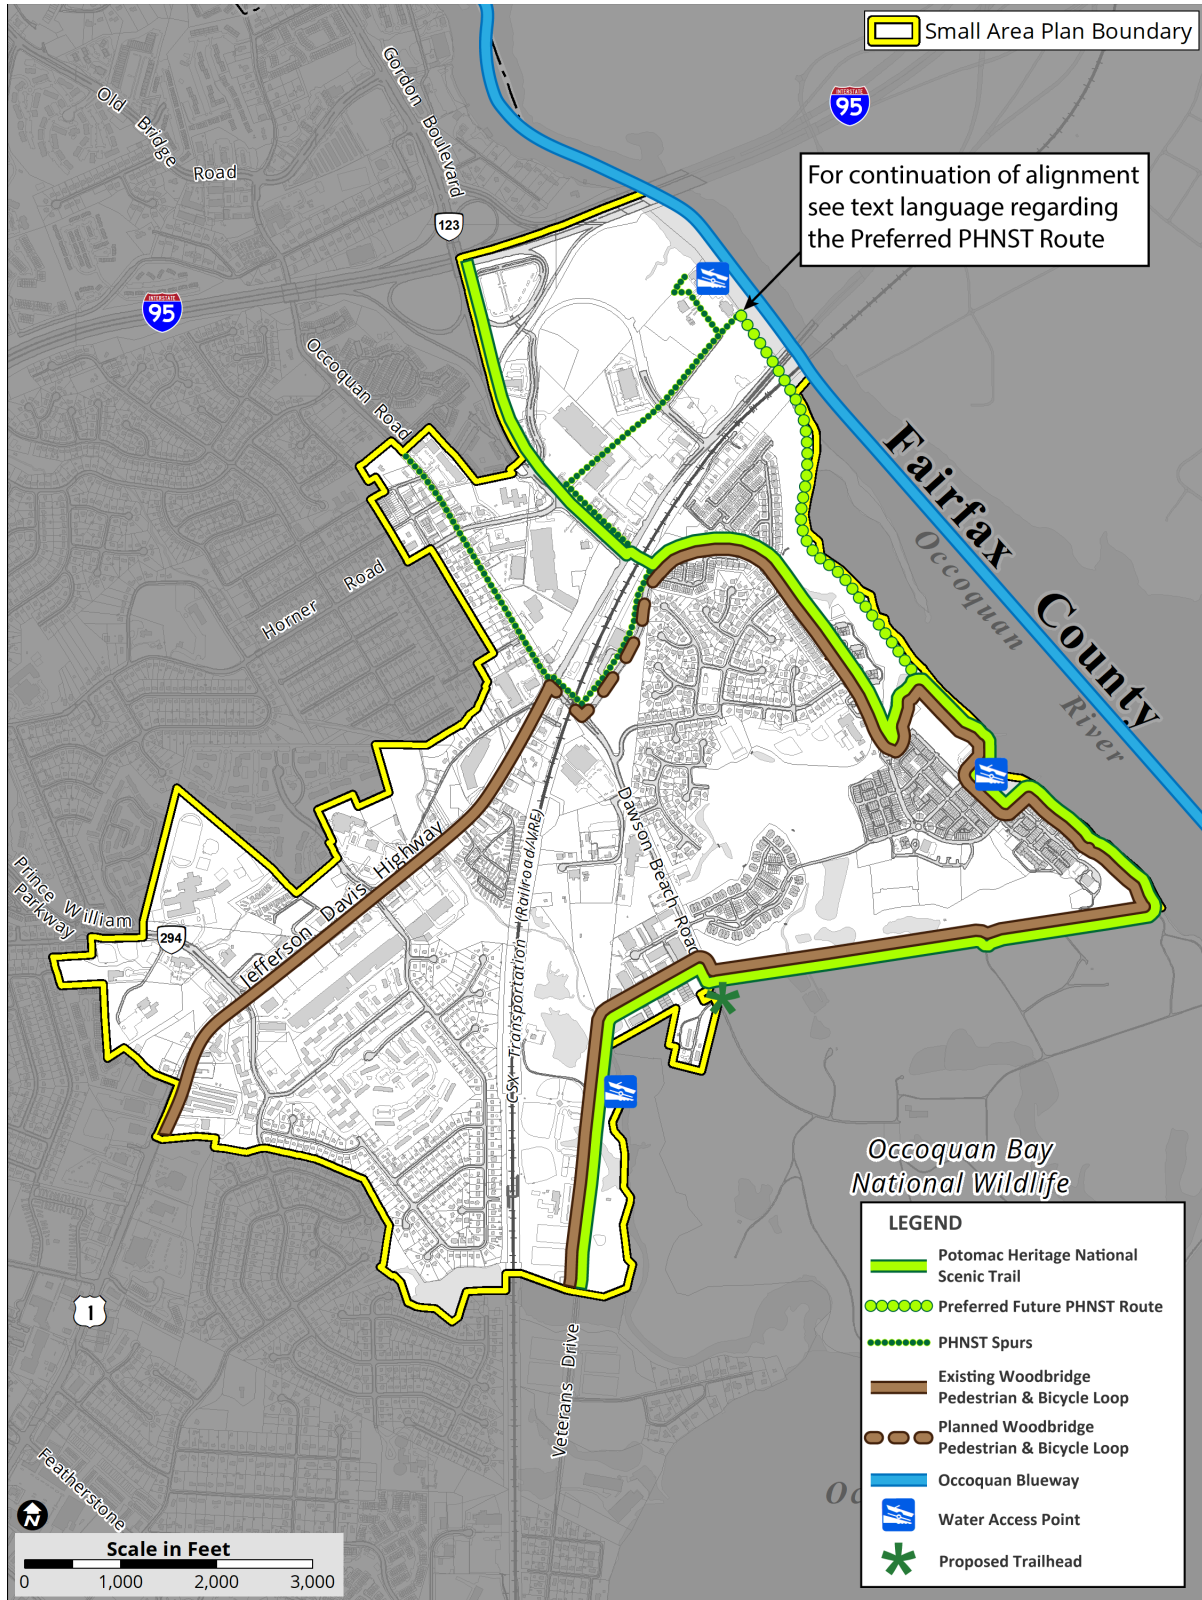 Small Area Plan Boundary
INTERSTATE
95
For continuation of alignment
see text language regarding
the Preferred PHNST Route
Old Bridge Road
Gordon Boulevard
123
INTERSTATE
95
Occoquan Road
Horner Road
Fairfax County
Occoquan River
Prince William
Parkway
294
Jefferson Davis Highway
Dawson Beach Road
CSX Transportation (Railroad/VRE)
Occoquan Bay
National Wildlife
1
Veterans Drive
Featherstone
Oc
N
Scale in Feet
0 1,000 2,000 3,000
LEGEND
Potomac Heritage National
Scenic Trail
Preferred Future PHNST Route
PHNST Spurs
Existing Woodbridge
Pedestrian & Bicycle Loop
Planned Woodbridge
Pedestrian & Bicycle Loop
Occoquan Blueway
Water Access Point
Proposed Trailhead